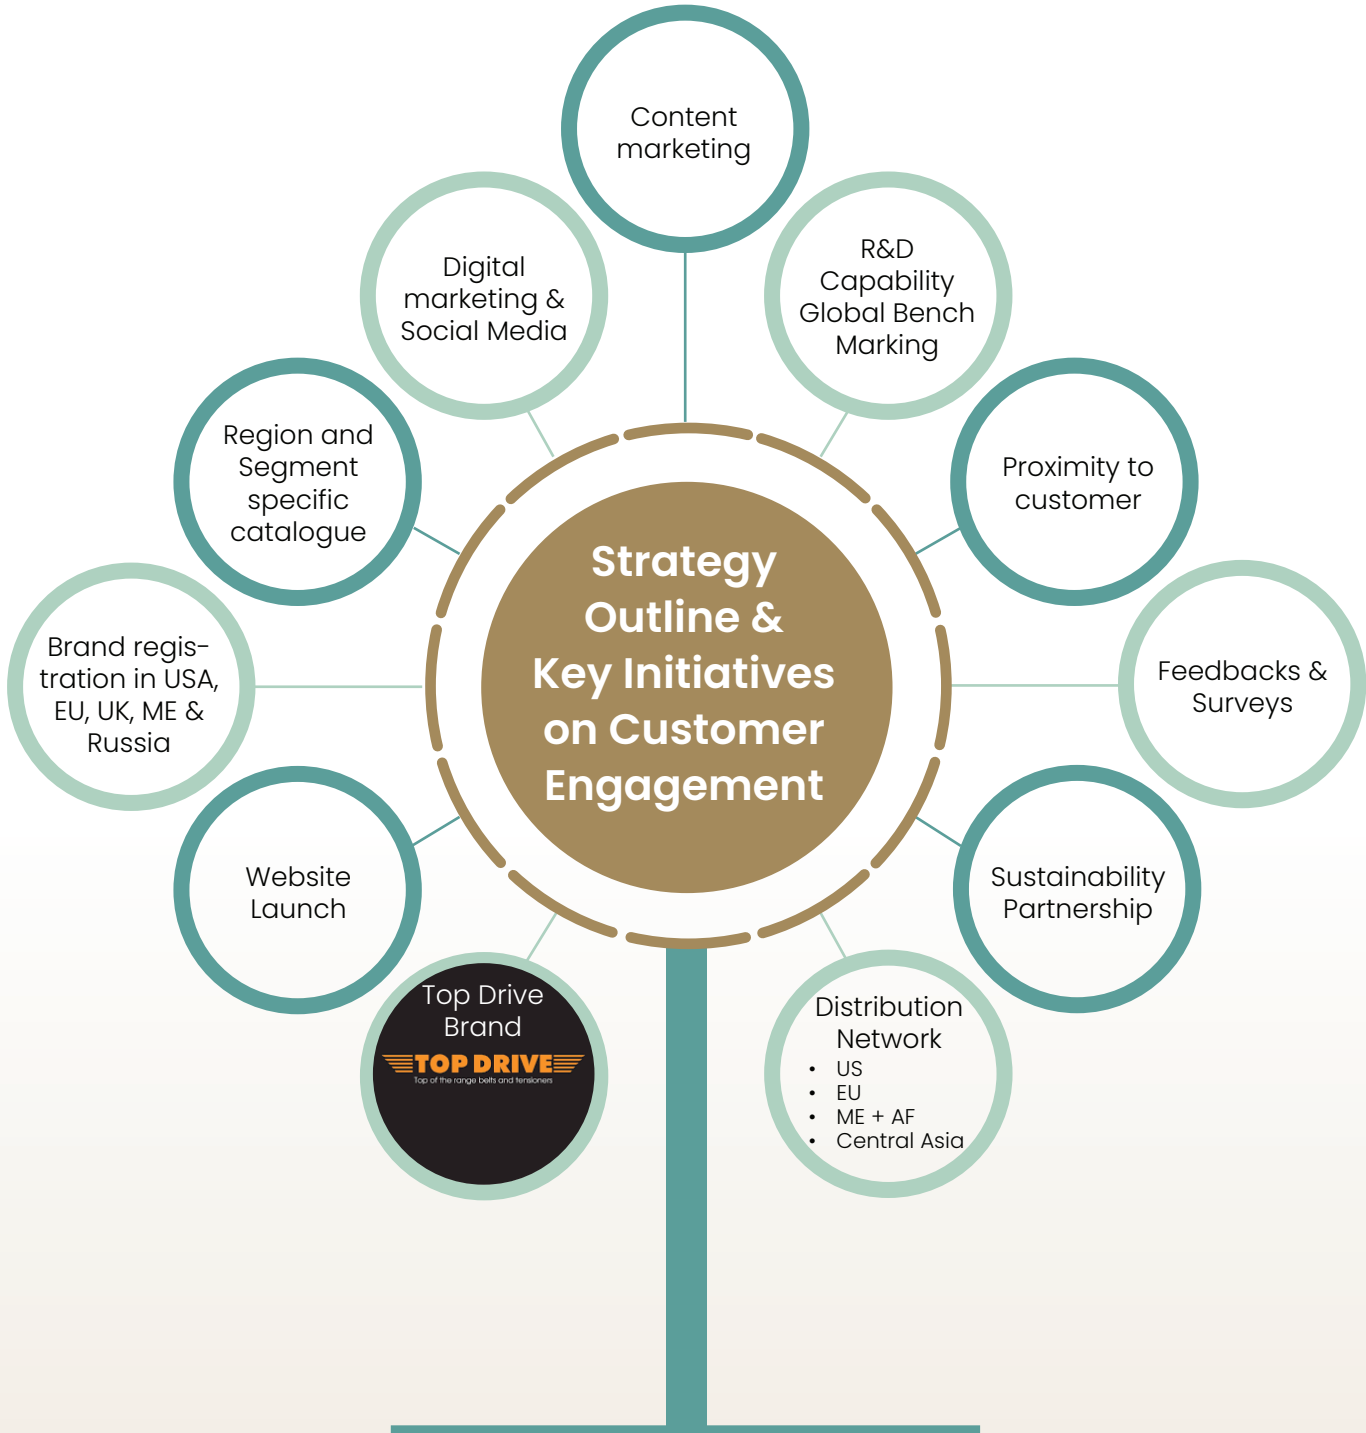 Content
marketing
Digital
marketing &
Social Media
R&D
Capability
Global Bench
Marking
Region and
Segment
specific
catalogue
Proximity to
customer
Strategy
Outline &
Key Initiatives
on Customer
Engagement
Brand regis-
tration in USA,
EU, UK, ME &
Russia
Feedbacks &
Surveys
Website
Launch
Sustainability
Partnership
Top Drive
Brand
TOP DRIVE
Top of the range belts and tensioners
Distribution
Network
• US
• EU
• ME + AF
• Central Asia